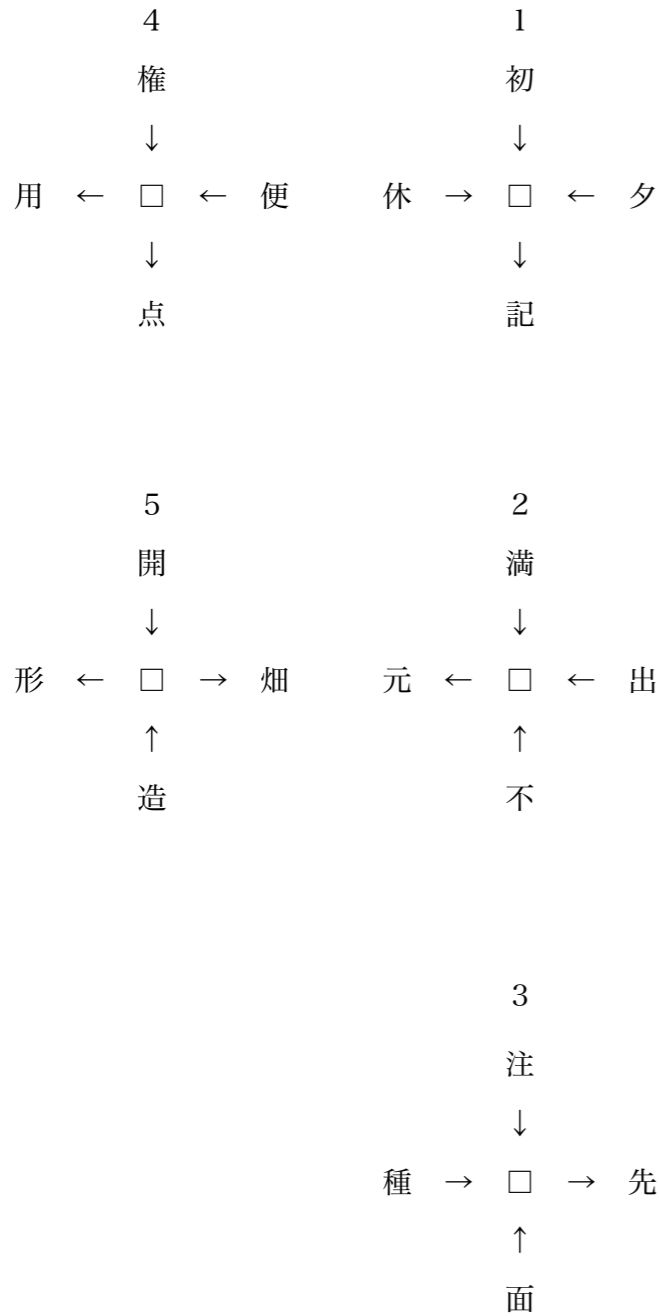 1
初
↓
休 → □ ← 夕
↓
記
2
満
↓
元 ← □ ← 出
↑
不
3
注
↓
種 → □ → 先
↑
面
4
権
↓
用 ← □ ← 便
↓
点
5
開
↓
形 ← □ → 畑
↑
造